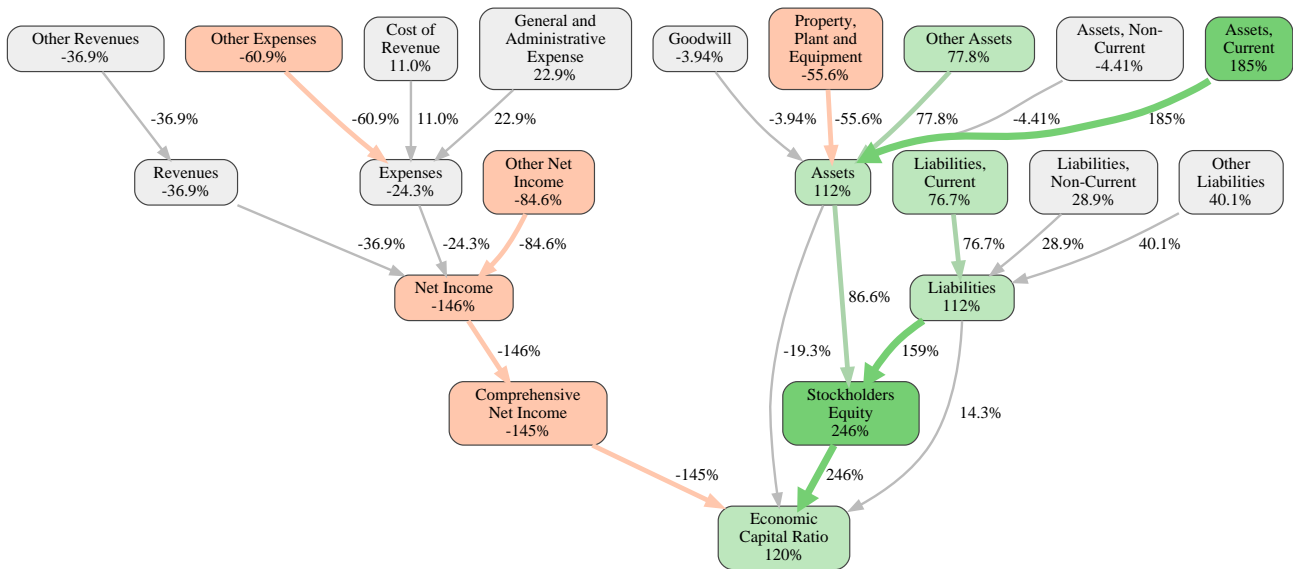 Other Revenues
-36.9%
Other Expenses
-60.9%
Cost of
Revenue
11.0%
General and
Administrative
Expense
22.9%
Goodwill
-3.94%
Property,
Plant and
Equipment
-55.6%
Other Assets
77.8%
Assets, Non-
Current
-4.41%
Assets,
Current
185%
-36.9%
-60.9%
11.0%
22.9%
-3.94%
-55.6%
77.8%
-4.41%
185%
Revenues
-36.9%
Expenses
-24.3%
Other Net
Income
-84.6%
Assets
112%
Liabilities,
Current
76.7%
Liabilities,
Non-Current
28.9%
Other
Liabilities
40.1%
-36.9%
-24.3%
-84.6%
76.7%
28.9%
40.1%
Net Income
-146%
86.6%
Liabilities
112%
-146%
-19.3%
159%
Comprehensive
Net Income
-145%
Stockholders
Equity
246%
14.3%
-145%
246%
Economic
Capital Ratio
120%